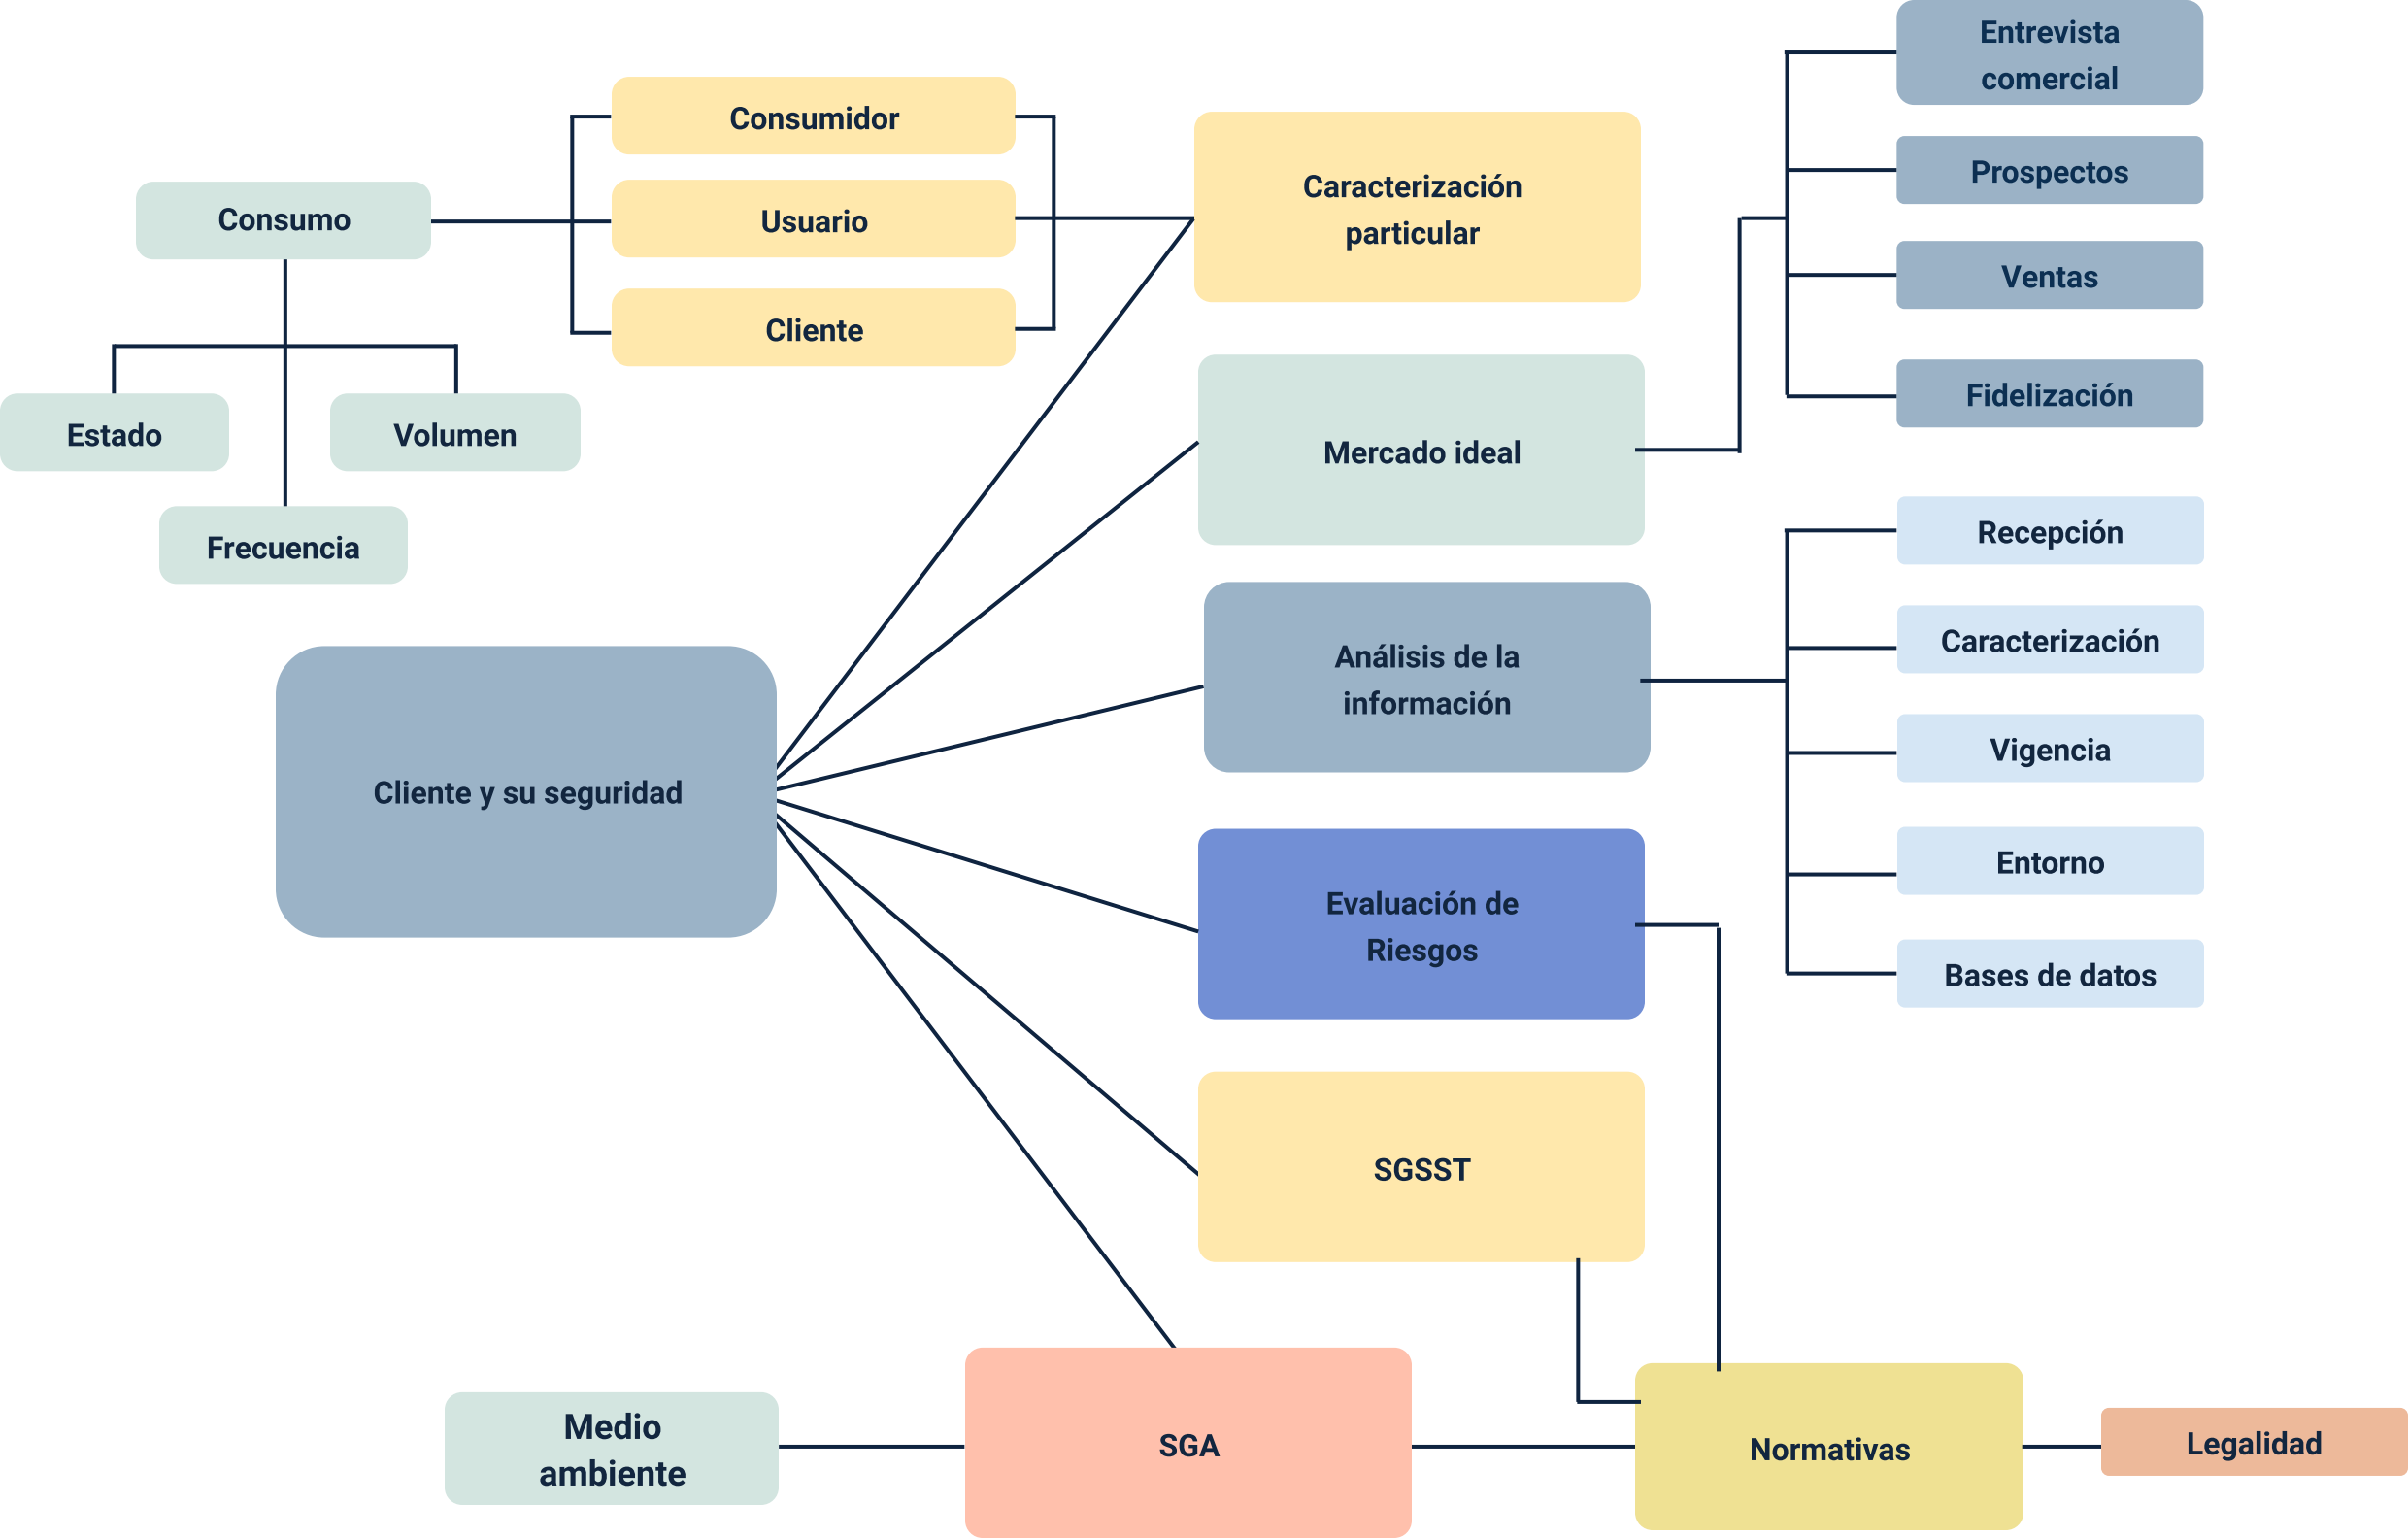 Entrevista
comercial
Consumidor
Prospectos
Consumo
Usuario
Caracterización
particular
Ventas
Cliente
Fidelización
Estado
Volumen
Mercado ideal
Frecuencia
Recepción
Análisis de la
información
Caracterización
Vigencia
Cliente y su seguridad
Entorno
Evaluación de
Riesgos
Bases de datos
SGSST
Medio
ambiente
SGA
Normativas
Legalidad